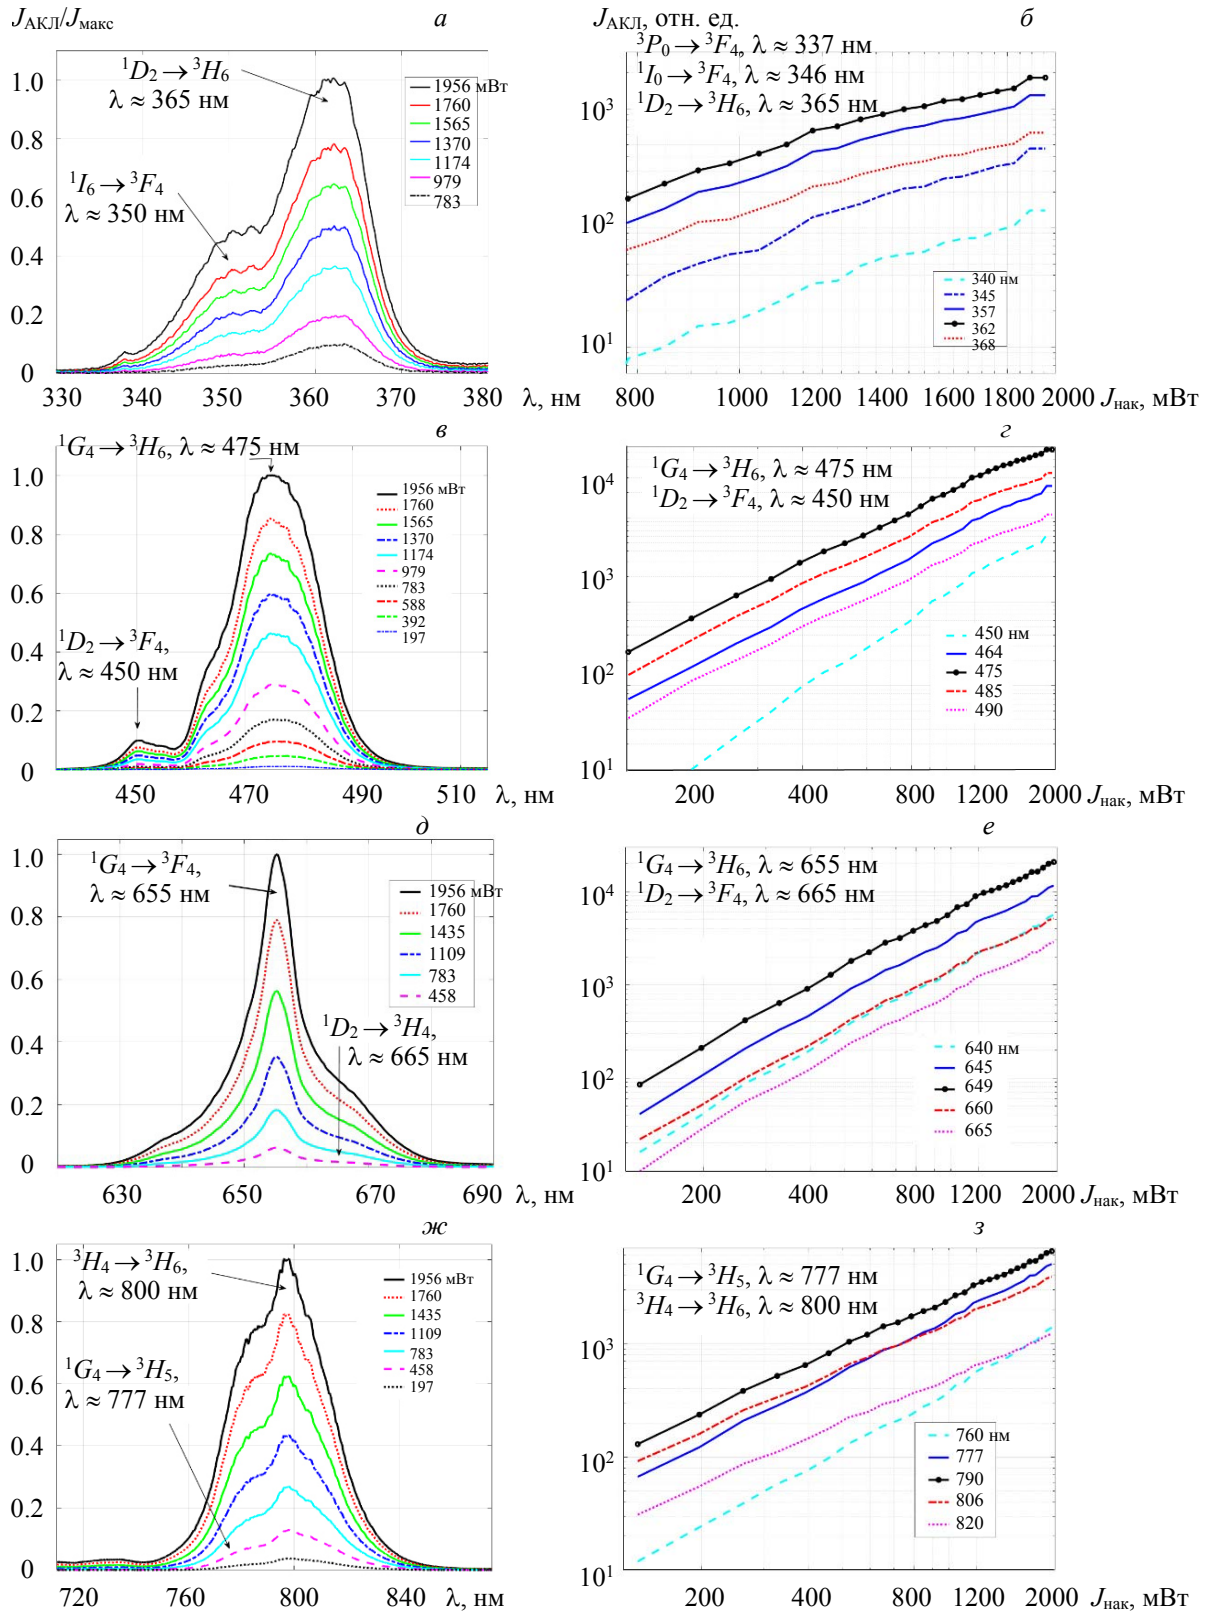 J_АКЛ/J_макс
а
¹D₂ → ³H₆
λ ≈ 365 нм
¹I₆ → ³F₄
λ ≈ 350 нм
1956 мВт
1760
1565
1370
1174
979
783
1.0
0.8
0.6
0.4
0.2
0
330 340 350 360 370 380 λ, нм
J_АКЛ, отн. ед.
б
³P₀ → ³F₄, λ ≈ 337 нм
¹I₀ → ³F₄, λ ≈ 346 нм
¹D₂ → ³H₆, λ ≈ 365 нм
10³
10²
10¹
340 нм
345
357
362
368
800 1000 1200 1400 1600 1800 2000 J_нак, мВт
в
¹G₄ → ³H₆, λ ≈ 475 нм
¹D₂ → ³F₄,
λ ≈ 450 нм
1956 мВт
1760
1565
1370
1174
979
783
588
392
197
1.0
0.8
0.6
0.4
0.2
0
450 470 490 510 λ, нм
г
¹G₄ → ³H₆, λ ≈ 475 нм
¹D₂ → ³F₄, λ ≈ 450 нм
10⁴
10³
10²
10¹
450 нм
464
475
485
490
200 400 800 1200 2000 J_нак, мВт
д
¹G₄ → ³F₄,
λ ≈ 655 нм
¹D₂ → ³H₄,
λ ≈ 665 нм
1956 мВт
1760
1435
1109
783
458
1.0
0.8
0.6
0.4
0.2
0
630 650 670 690 λ, нм
е
¹G₄ → ³H₆, λ ≈ 655 нм
¹D₂ → ³F₄, λ ≈ 665 нм
10⁴
10³
10²
10¹
640 нм
645
649
660
665
200 400 800 1200 2000 J_нак, мВт
ж
³H₄ → ³H₆,
λ ≈ 800 нм
¹G₄ → ³H₅,
λ ≈ 777 нм
1956 мВт
1760
1435
1109
783
458
197
1.0
0.8
0.6
0.4
0.2
0
720 760 800 840 λ, нм
з
¹G₄ → ³H₅, λ ≈ 777 нм
³H₄ → ³H₆, λ ≈ 800 нм
10³
10²
10¹
760 нм
777
790
806
820
200 400 800 1200 2000 J_нак, мВт